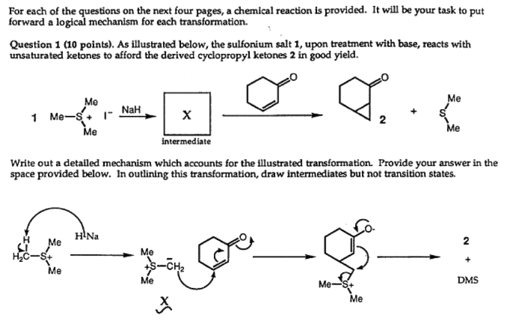 For each of the questions on the next four pages, a chemical reaction is provided. It will be your task to put
forward a logical mechanism for each transformation.
Question 1 (10 points). As illustrated below, the sulfonium salt 1, upon treatment with base, reacts with
unsaturated ketones to afford the derived cyclopropyl ketones 2 in good yield.
Me
1 Me—S + I⁻ NaH X O O 2 + Me S Me
Me
intermediate
Write out a detailed mechanism which accounts for the illustrated transformation. Provide your answer in the
space provided below. In outlining this transformation, draw intermediates but not transition states.
H Me H Na
H₂C—S+
Me
Me
+S—CH₂
Me
X
O
O-
Me—S+
Me
2
+
DMS